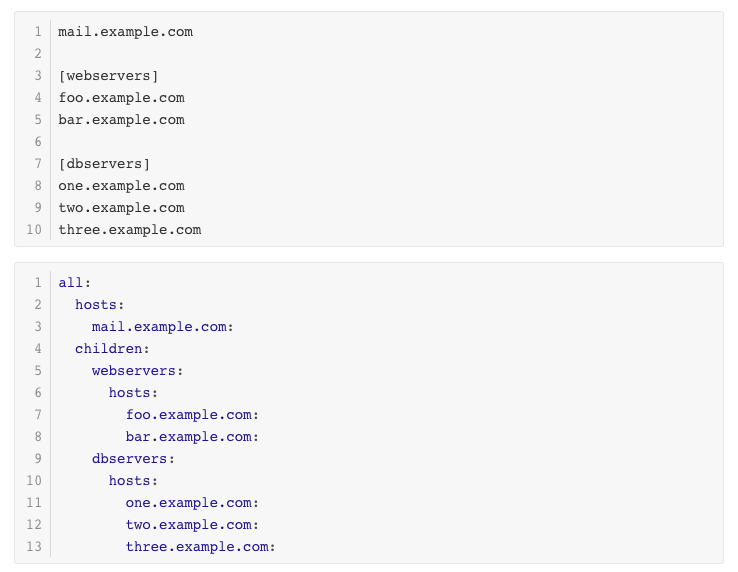 1 mail.example.com
2
3 [webservers]
4 foo.example.com
5 bar.example.com
6
7 [dbservers]
8 one.example.com
9 two.example.com
10 three.example.com
1 all:
2   hosts:
3     mail.example.com:
4   children:
5     webservers:
6       hosts:
7         foo.example.com:
8         bar.example.com:
9     dbservers:
10       hosts:
11         one.example.com:
12         two.example.com:
13         three.example.com: